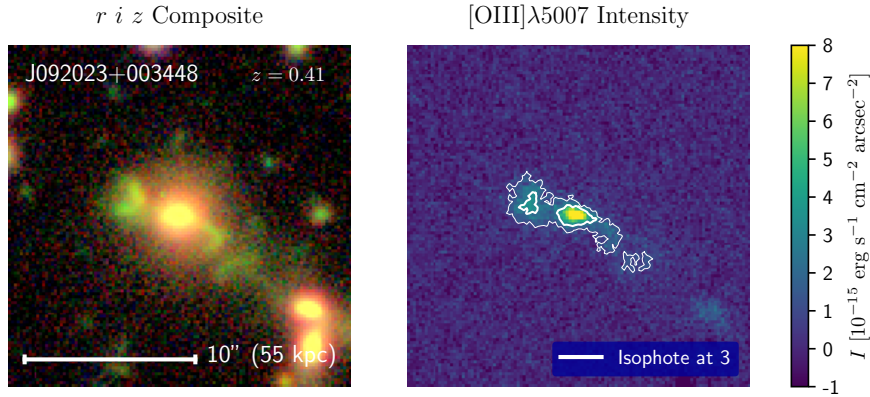 r i z Composite
[OIII]λ5007 Intensity
J092023+003448
z = 0.41
10" (55 kpc)
Isophote at 3
8
7
6
5
4
3
2
1
0
-1
I [10⁻¹⁵ erg s⁻¹ cm⁻² arcsec⁻²]